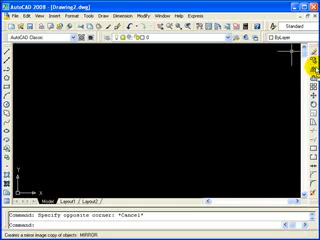 AutoCAD 2008 - [Drawing2.dwg]
File Edit View Insert Format Tools Draw Dimension Modify Window Express Help
Standard
AutoCAD Classic 0 ByLayer
Y
X
Model Layout1 Layout2
Command: Specify opposite corner: *Cancel*
Command:
Creates a mirror image copy of objects: MIRROR